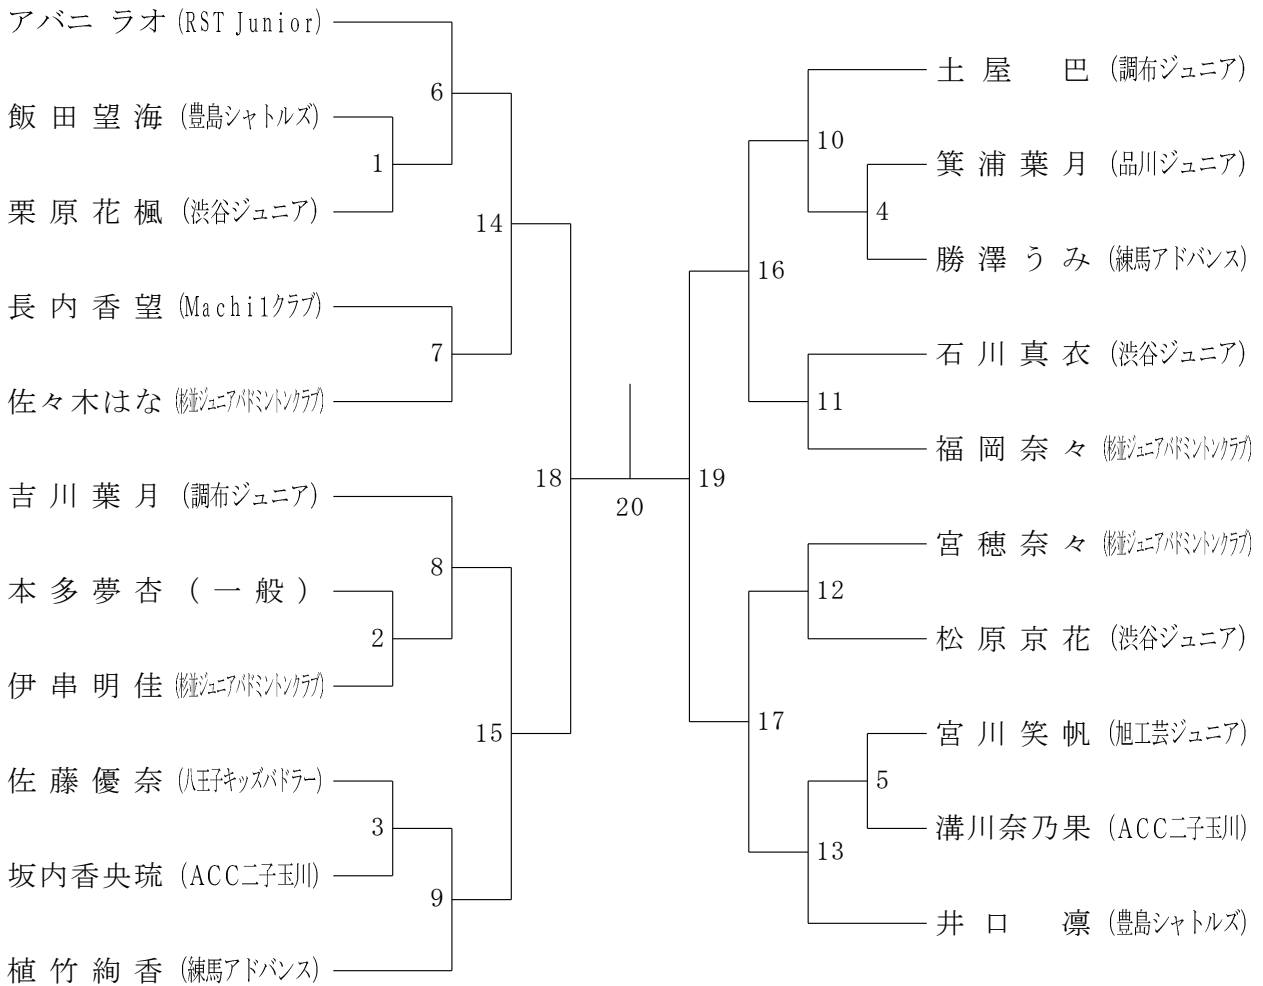 アバニ ラオ (RST Junior)
6
飯田望海 (豊島シャトルズ)
1
栗原花楓 (渋谷ジュニア)
14
長内香望 (Machi1クラブ)
7
佐々木はな (杉並ジュニアバドミントンクラブ)
18
吉川葉月 (調布ジュニア)
8
本多夢杏 (一般)
2
伊串明佳 (杉並ジュニアバドミントンクラブ)
15
佐藤優奈 (八王子キッズバドラー)
3
坂内香央琉 (ACC二子玉川)
9
植竹絢香 (練馬アドバンス)
20
土屋 巴 (調布ジュニア)
10
箕浦葉月 (品川ジュニア)
4
勝澤うみ (練馬アドバンス)
16
石川真衣 (渋谷ジュニア)
11
福岡奈々 (杉並ジュニアバドミントンクラブ)
19
宮穂奈々 (杉並ジュニアバドミントンクラブ)
12
松原京花 (渋谷ジュニア)
17
宮川笑帆 (旭工芸ジュニア)
5
溝川奈乃果 (ACC二子玉川)
13
井口 凛 (豊島シャトルズ)